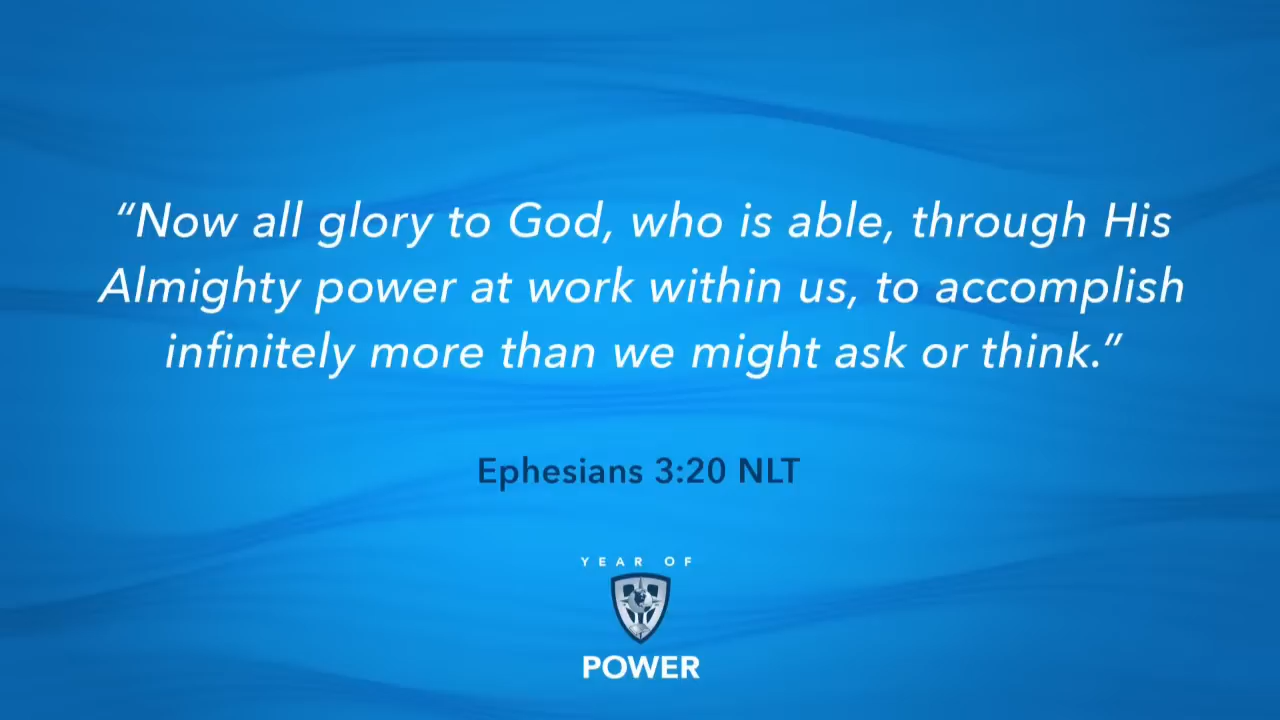 “Now all glory to God, who is able, through His
Almighty power at work within us, to accomplish
infinitely more than we might ask or think.”
Ephesians 3:20 NLT
YEAR OF
POWER